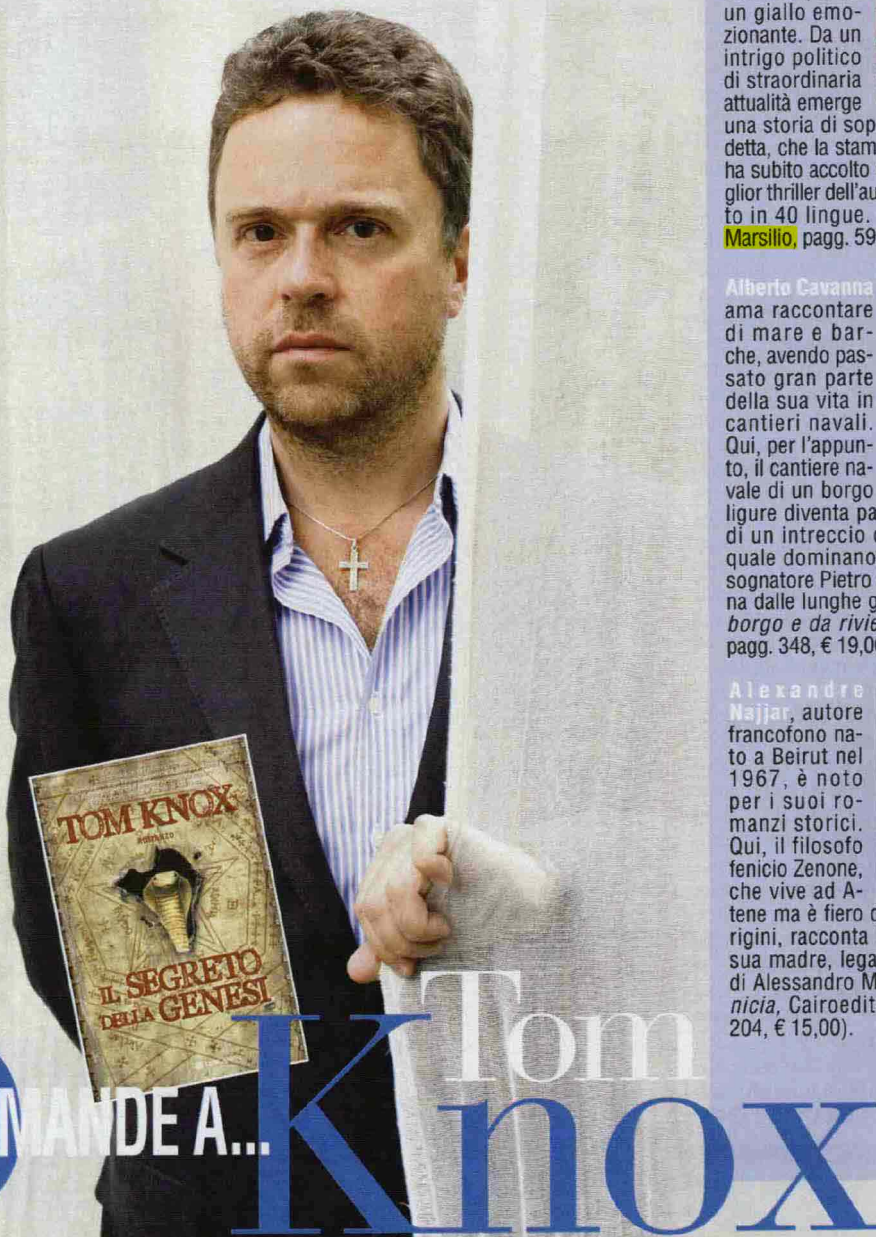 TOM KNOX
ROMANZO
IL SEGRETO
DELLA GENESI
MANDE A...
Tom
Knox
un giallo emo-
zionante. Da un
intrigo politico
di straordinaria
attualità emerge
una storia di sop
detta, che la stam
ha subito accolto
glior thriller dell'au
to in 40 lingue.
Marsilio, pagg. 59
Alberto Cavanna
ama raccontare
di mare e bar-
che, avendo pas-
sato gran parte
della sua vita in
cantieri navali.
Qui, per l'appun-
to, il cantiere na-
vale di un borgo
ligure diventa pa
di un intreccio
quale dominano
sognatore Pietro
na dalle lunghe g
borgo e da rivie
pagg. 348, € 19,00
Alexandre
Najjar, autore
francofono na-
to a Beirut nel
1967, è noto
per i suoi ro-
manzi storici.
Qui, il filosofo
fenicio Zenone,
che vive ad A-
tene ma è fiero
rigini, racconta
sua madre, lega
di Alessandro M
nicia, Cairoedit
204, € 15,00).